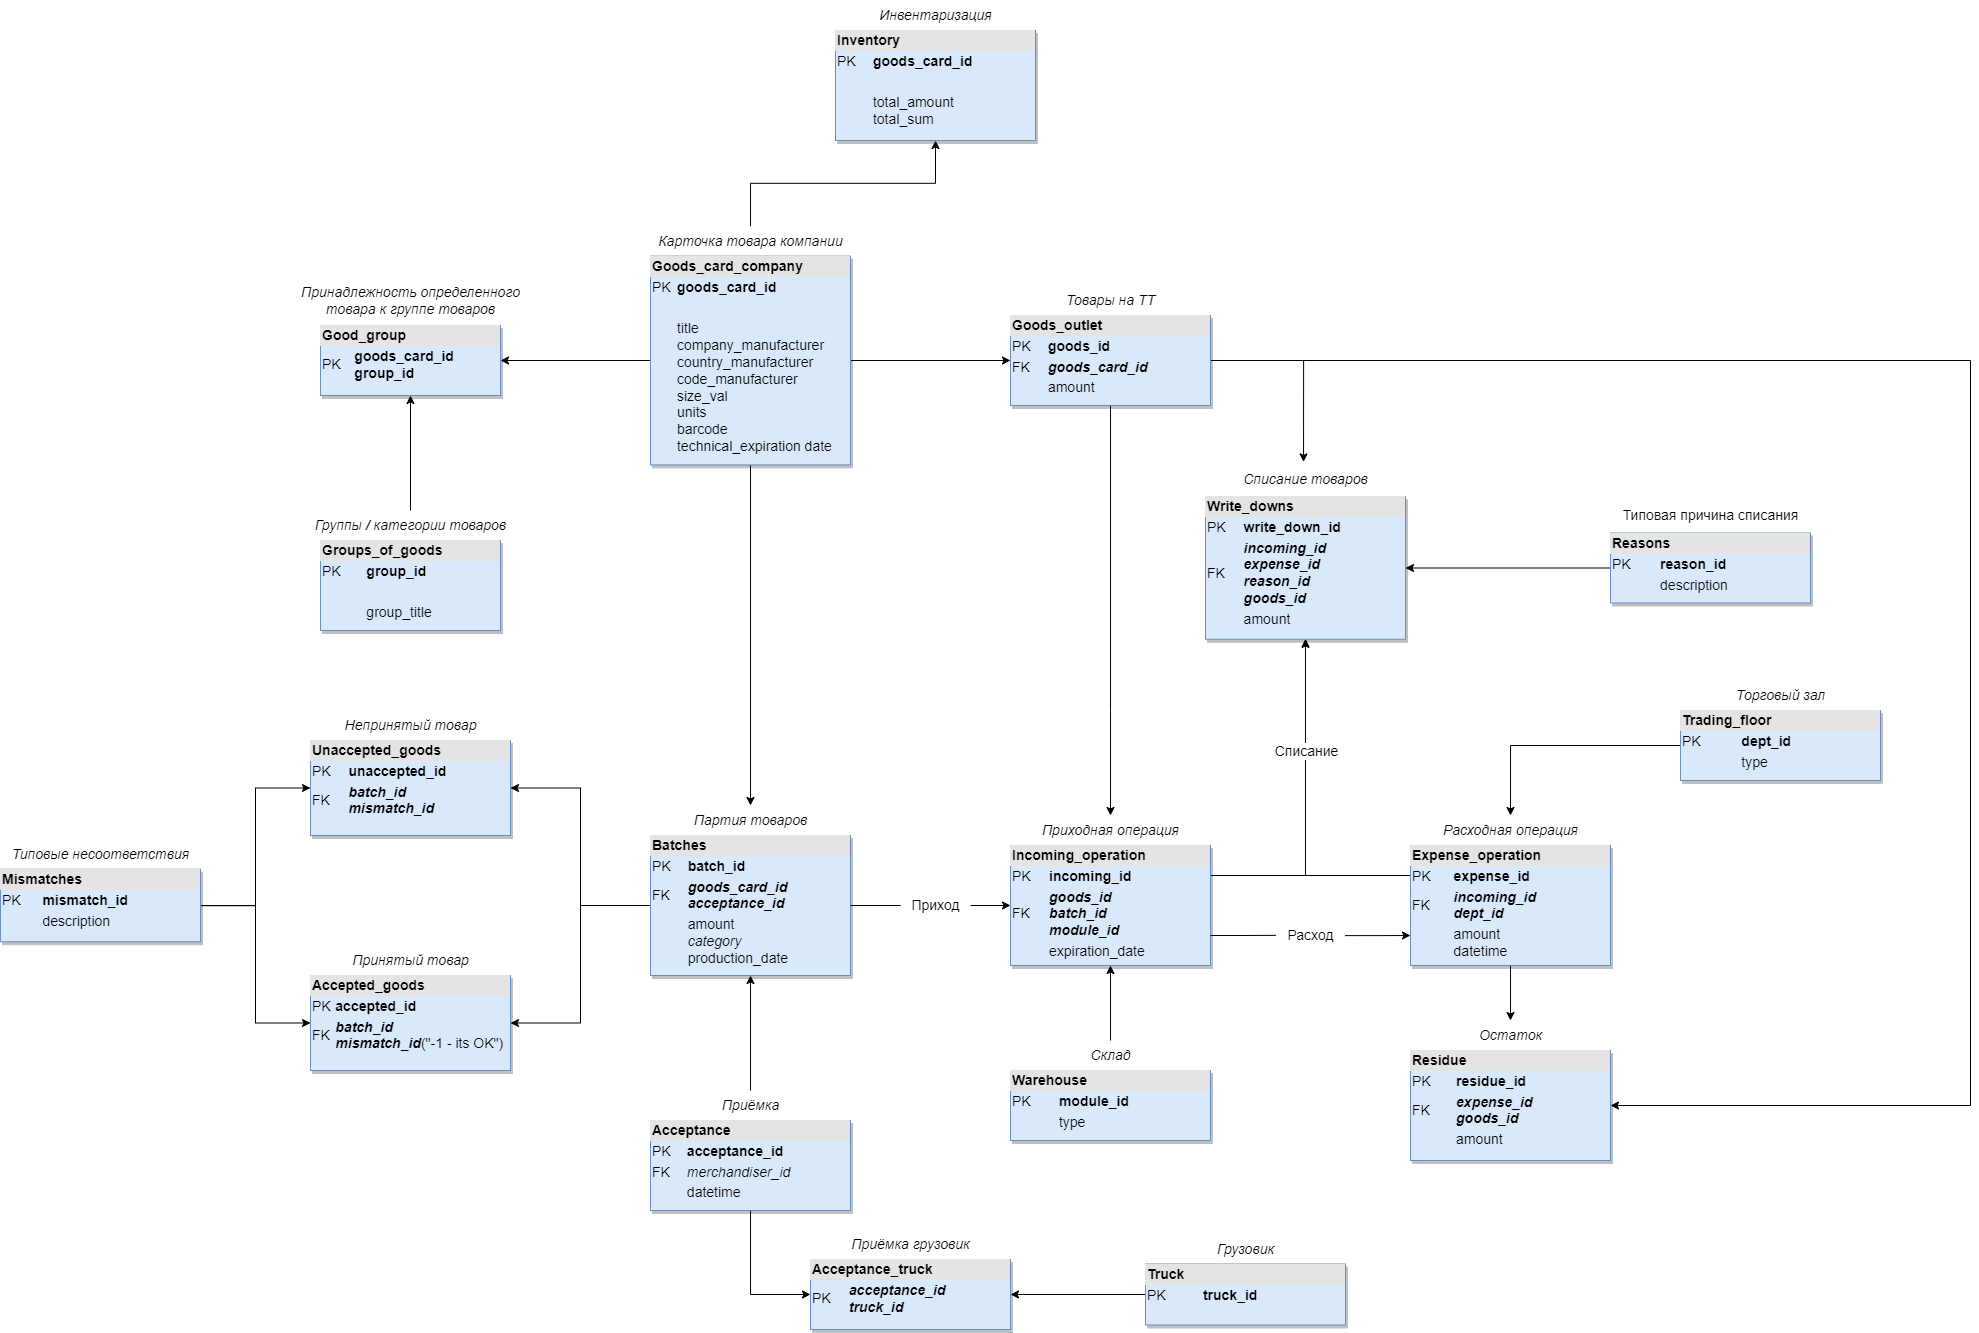 Инвентаризация
Inventory
PK goods_card_id
total_amount
total_sum
Карточка товара компании
Goods_card_company
PK goods_card_id
title
company_manufacturer
country_manufacturer
code_manufacturer
size_val
units
barcode
technical_expiration date
Принадлежность определенного
товара к группе товаров
Good_group
PK
goods_card_id
group_id
Группы / категории товаров
Groups_of_goods
PK group_id
group_title
Товары на ТТ
Goods_outlet
PK goods_id
FK goods_card_id
amount
Списание товаров
Write_downs
PK write_down_id
FK
incoming_id
expense_id
reason_id
goods_id
amount
Типовая причина списания
Reasons
PK reason_id
description
Торговый зал
Trading_floor
PK dept_id
type
Списание
Непринятый товар
Unaccepted_goods
PK unaccepted_id
FK
batch_id
mismatch_id
Типовые несоответствия
Mismatches
PK mismatch_id
description
Принятый товар
Accepted_goods
PK accepted_id
FK
batch_id
mismatch_id("-1 - its OK")
Партия товаров
Batches
PK batch_id
FK
goods_card_id
acceptance_id
amount
category
production_date
Приход
Приходная операция
Incoming_operation
PK incoming_id
FK
goods_id
batch_id
module_id
expiration_date
Расход
Расходная операция
Expense_operation
PK expense_id
FK
incoming_id
dept_id
amount
datetime
Остаток
Residue
PK residue_id
FK
expense_id
goods_id
amount
Склад
Warehouse
PK module_id
type
Приёмка
Acceptance
PK acceptance_id
FK merchandiser_id
datetime
Приёмка грузовик
Acceptance_truck
PK
acceptance_id
truck_id
Грузовик
Truck
PK truck_id